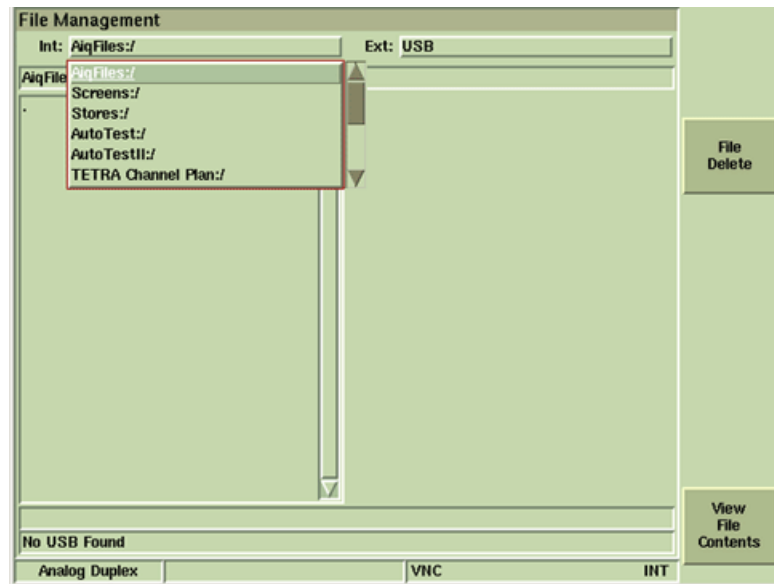 File Management
Int: AiqFiles:/ Ext: USB
AiqFile
AiqFiles:/
Screens:/
Stores:/
AutoTest:/
AutoTestII:/
TETRA Channel Plan:/
.
File
Delete
View
File
Contents
No USB Found
Analog Duplex VNC INT